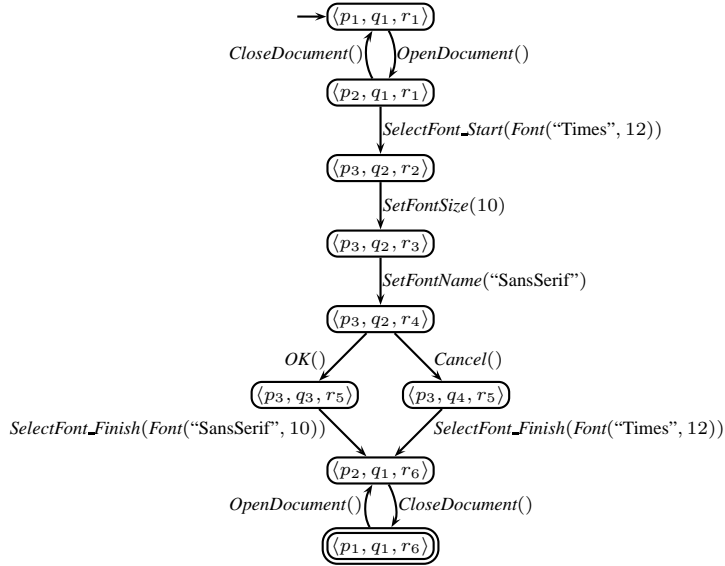 ⟨p₁, q₁, r₁⟩
CloseDocument() OpenDocument()
⟨p₂, q₁, r₁⟩
SelectFont_Start(Font(“Times”, 12))
⟨p₃, q₂, r₂⟩
SetFontSize(10)
⟨p₃, q₂, r₃⟩
SetFontName(“SansSerif”)
⟨p₃, q₂, r₄⟩
OK() Cancel()
⟨p₃, q₃, r₅⟩ ⟨p₃, q₄, r₅⟩
SelectFont_Finish(Font(“SansSerif”, 10)) SelectFont_Finish(Font(“Times”, 12))
⟨p₂, q₁, r₆⟩
OpenDocument() CloseDocument()
⟨p₁, q₁, r₆⟩